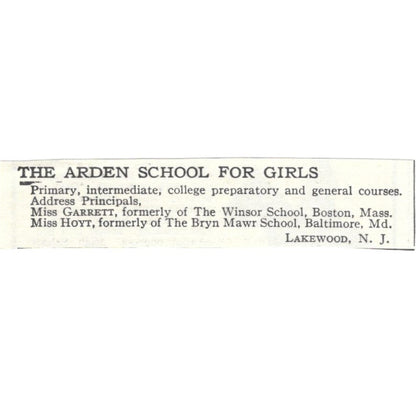 THE ARDEN SCHOOL FOR GIRLS
Primary, intermediate, college preparatory and general courses.
Address Principals,
Miss GARRETT, formerly of The Winsor School, Boston, Mass.
Miss HOYT, formerly of The Bryn Mawr School, Baltimore, Md.
LAKEWOOD, N. J.